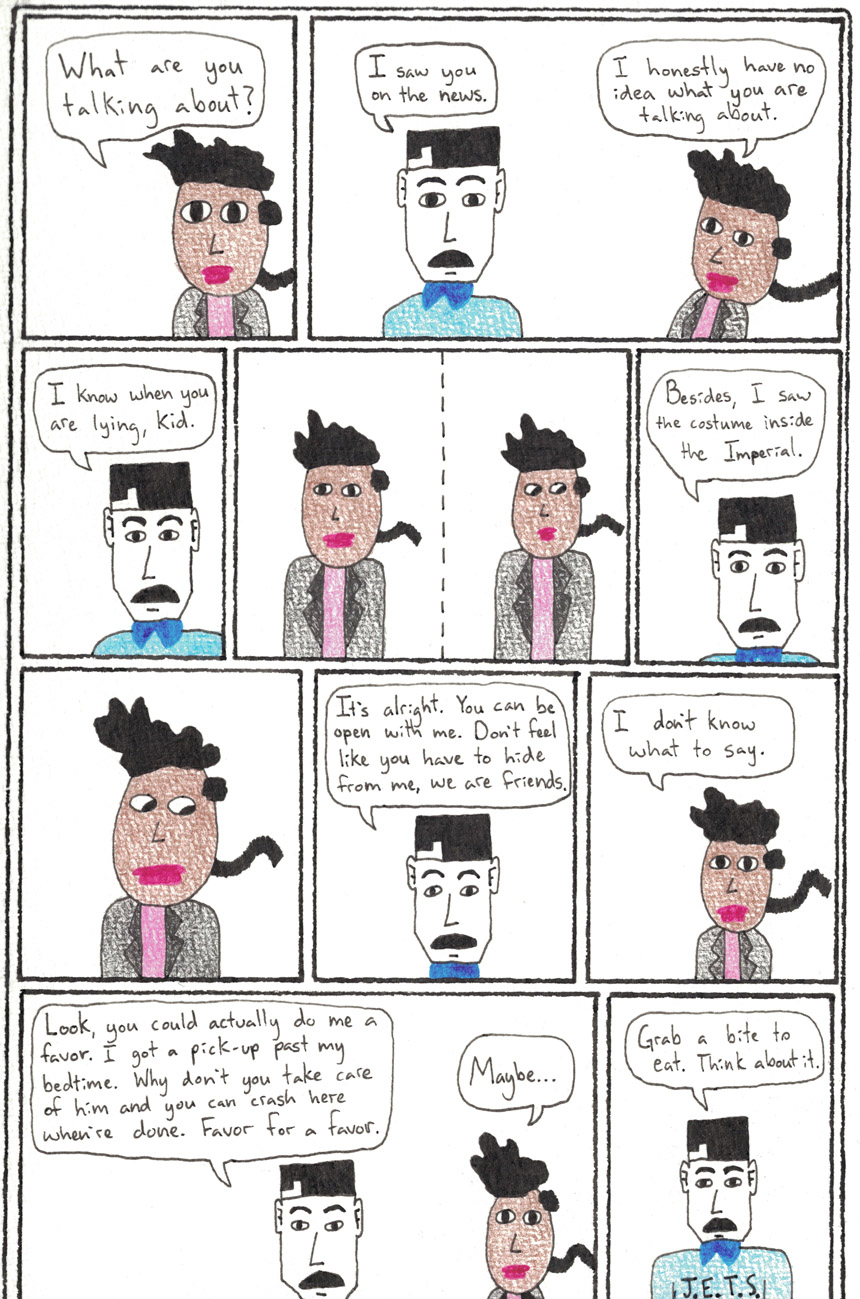 What are you
talking about?
I saw you
on the news.
I honestly have no
idea what you are
talking about.
I know when you
are lying, Kid.
Besides, I saw
the costume inside
the Imperial.
It's alright. You can be
open with me. Don't feel
like you have to hide
from me, we are friends.
I don't know
what to say.
Look, you could actually do me a
favor. I got a pick-up past my
bedtime. Why don't you take care
of him and you can crash here
when're done. Favor for a favor.
Maybe...
Grab a bite to
eat. Think about it.
J.E.T.S.